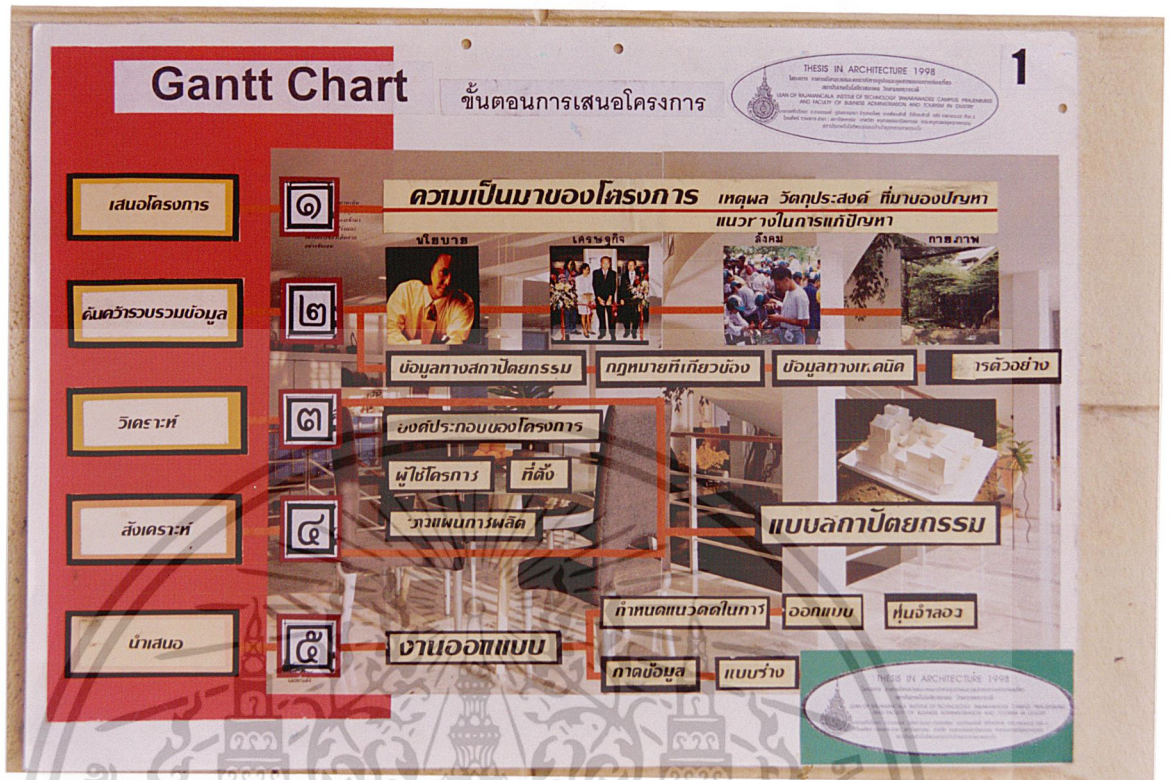 Gantt Chart
ขั้นตอนการเสนอโครงการ
THESIS IN ARCHITECTURE 1998
1
เสนอโครงการ
๑
ความเป็นมาของโครงการ เหตุผล วัตถุประสงค์ ที่มาของปัญหา
แนวทางในการแก้ปัญหา
นโยบาย
เศรษฐกิจ
สังคม
กายภาพ
ค้นคว้ารวบรวมข้อมูล
๒
ข้อมูลทางสถาปัตยกรรม
กฎหมายที่เกี่ยวข้อง
ข้อมูลทางเทคนิค
วิเคราะห์
๓
องค์ประกอบของโครงการ
ผู้ใช้โครการ
ที่ตั้ง
สังเคราะห์
๔
วางแผนการผลิต
แบบสถาปัตยกรรม
นำเสนอ
๕
งานออกแบบ
กำหนดแนวคดในการ
ออกแบบ
หุ่นจำลอง
ภาดข้อมูล
แบบร่าง
THESIS IN ARCHITECTURE 1998